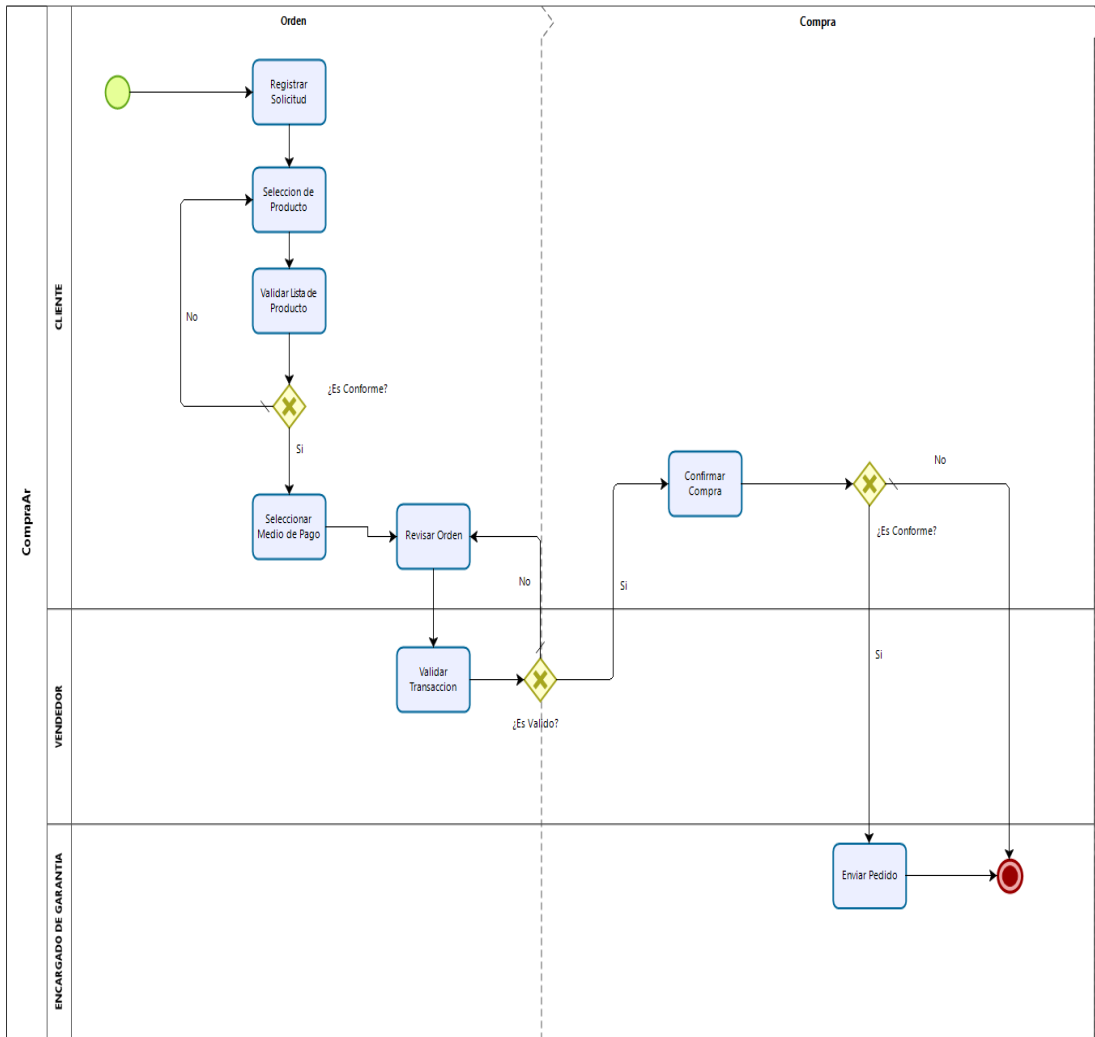 Orden
Compra
ComprarAr
CLIENTE
Registrar
Solicitud
Seleccion de
Producto
Validar Lista de
Producto
No
¿Es Conforme?
Si
Seleccionar
Medio de Pago
Revisar Orden
No
Si
Confirmar
Compra
No
¿Es Conforme?
Si
VENDEDOR
Validar
Transaccion
¿Es Valido?
ENCARGADO DE GARANTIA
Enviar Pedido